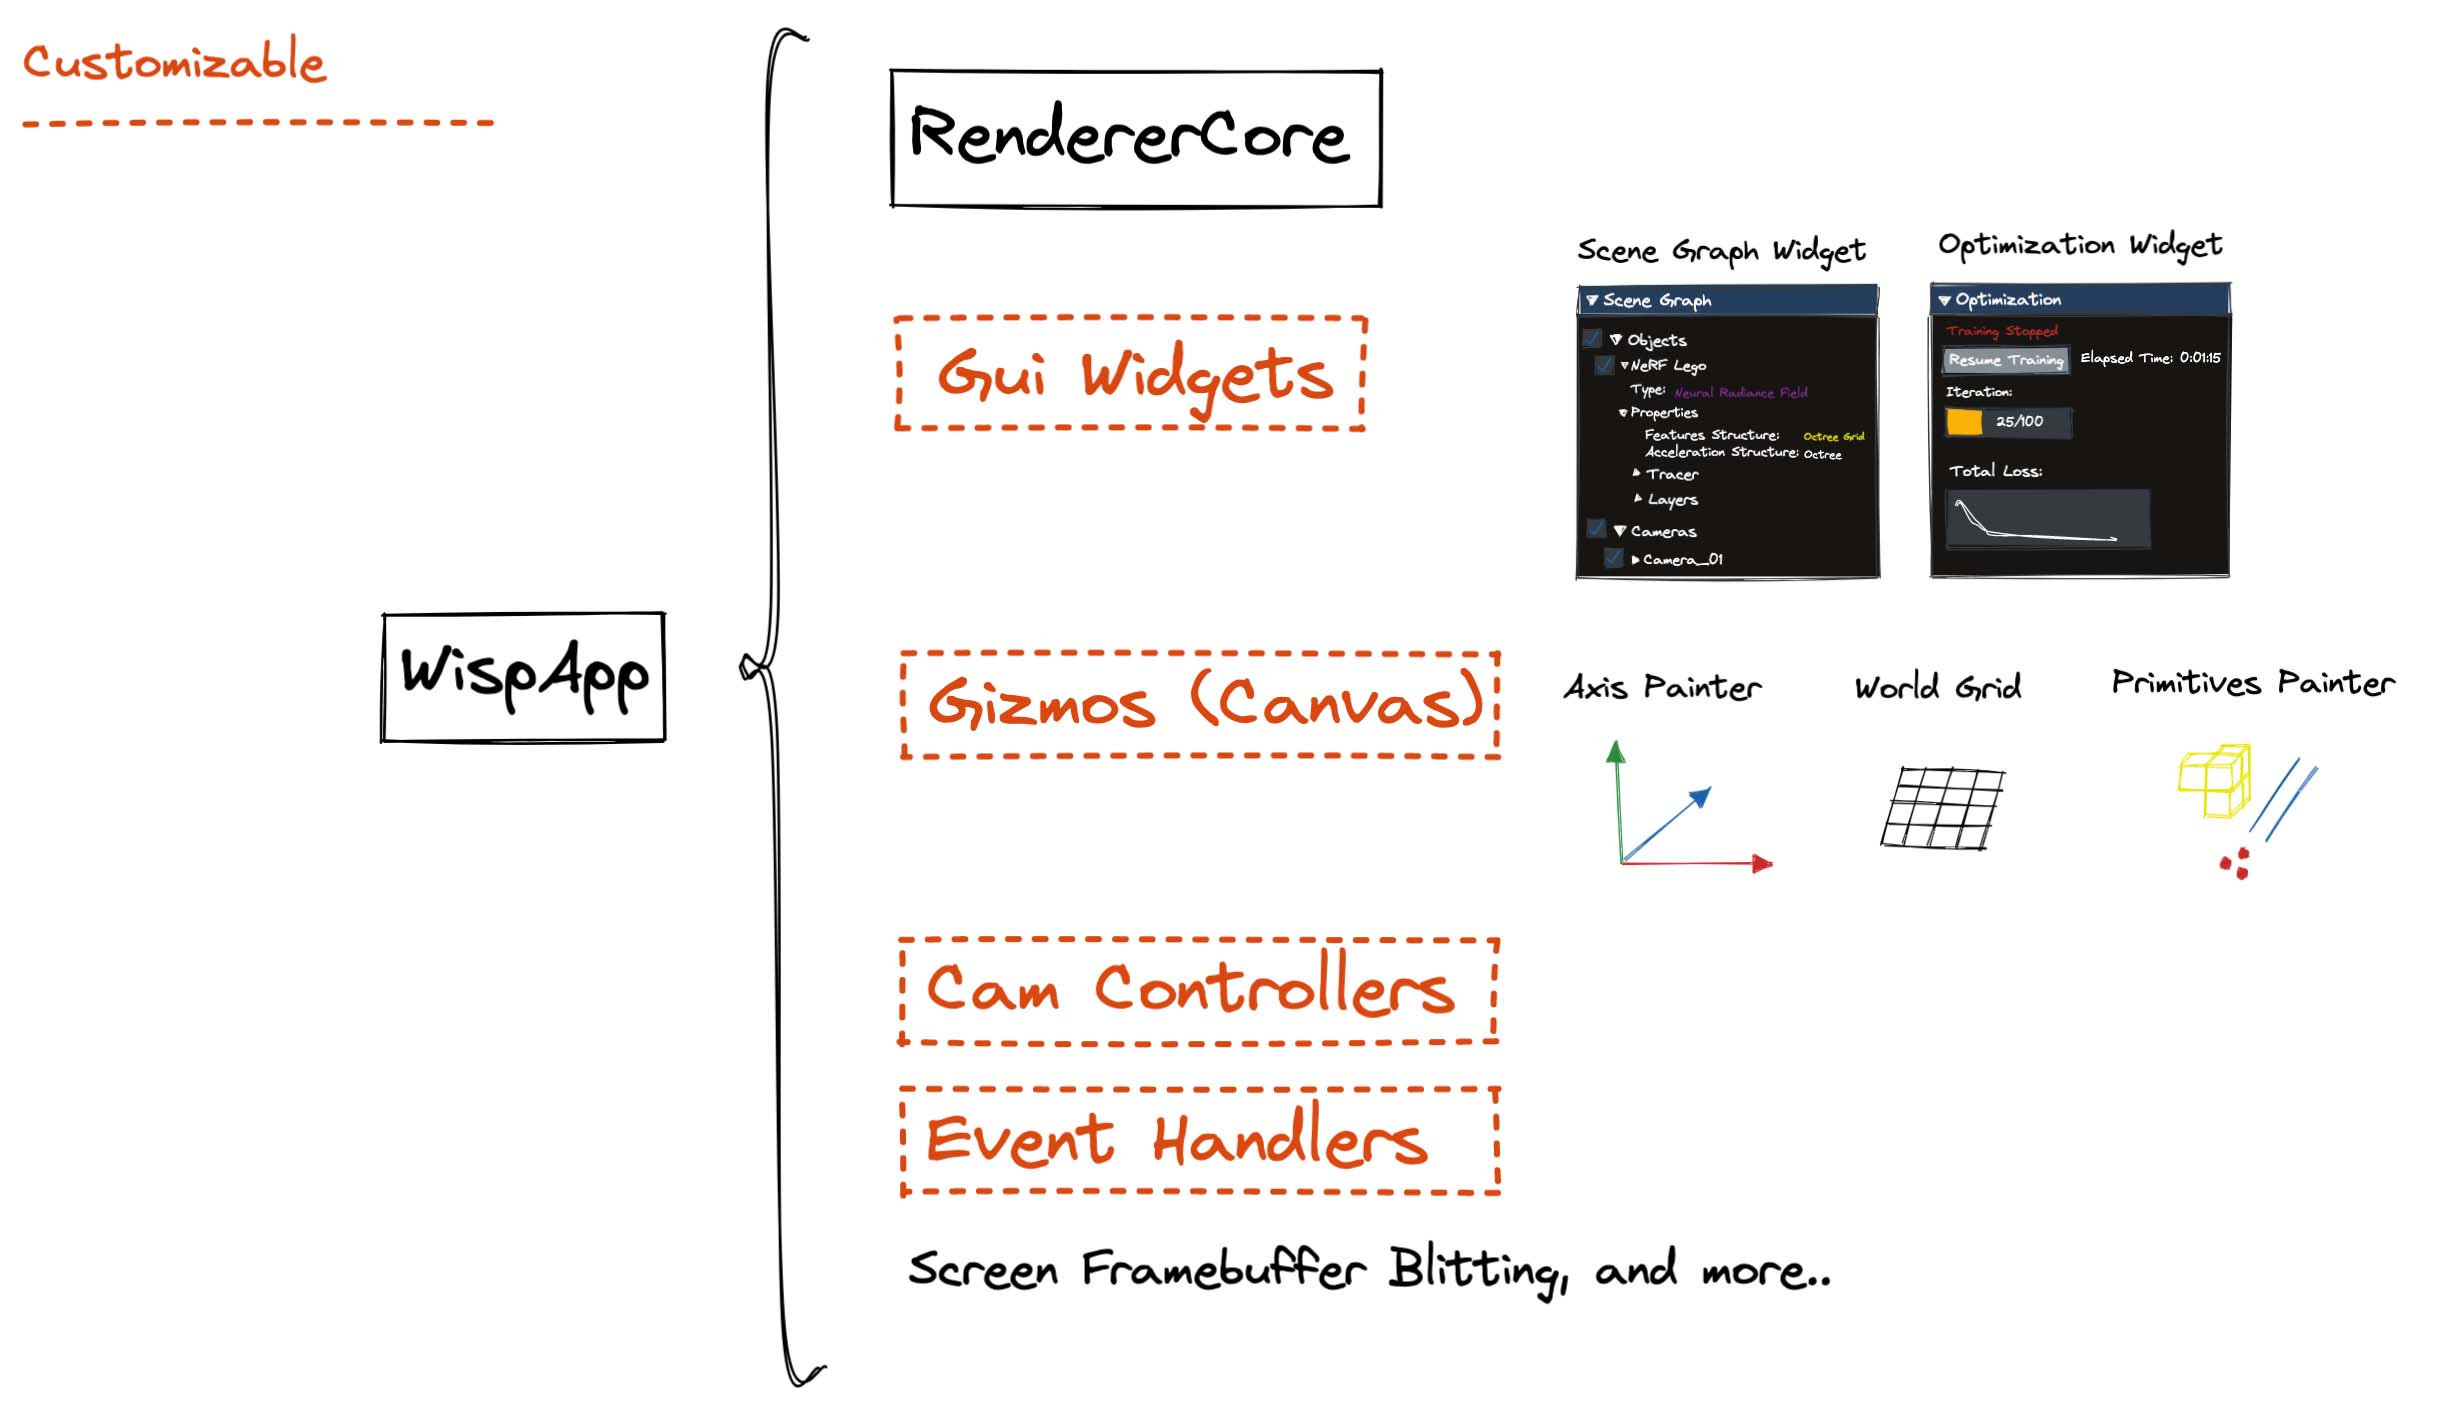 Customizable
RendererCore
Gui Widgets
Scene Graph Widget
Scene Graph
Objects
NeRF Lego
Type: Neural Radiance Field
Properties
Features Structure: Octree Grid
Acceleration Structure: Octree
Tracer
Layers
Cameras
Camera_01
Optimization Widget
Optimization
Training Stopped
Resume Training Elapsed Time: 0:01:15
Iteration:
25/100
Total Loss:
WispApp
Gizmos (Canvas)
Axis Painter
World Grid
Primitives Painter
Cam Controllers
Event Handlers
Screen Framebuffer Blitting, and more..